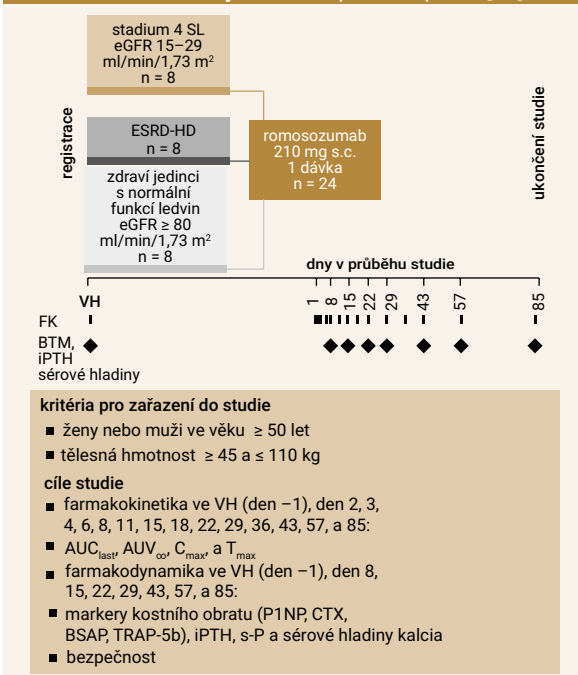 stadium 4 SL
eGFR 15–29
ml/min/1,73 m²
n = 8
registrace
ESRD-HD
n = 8
zdraví jedinci
s normální
funkcí ledvin
eGFR ≥ 80
ml/min/1,73 m²
n = 8
romosozumab
210 mg s.c.
1 dávka
n = 24
ukončení studie
dny v průběhu studie
VH 1 8 15 22 29 43 57 85
FK
BTM,
iPTH
sérové hladiny
kritéria pro zařazení do studie
■ ženy nebo muži ve věku ≥ 50 let
■ tělesná hmotnost ≥ 45 a ≤ 110 kg
cíle studie
■ farmakokinetika ve VH (den −1), den 2, 3,
4, 6, 8, 11, 15, 18, 22, 29, 36, 43, 57, a 85:
■ AUC_last, AUV_∞, C_max, a T_max
■ farmakodynamika ve VH (den −1), den 8,
15, 22, 29, 43, 57, a 85:
■ markery kostního obratu (P1NP, CTX,
BSAP, TRAP-5b), iPTH, s-P a sérové hladiny kalcia
■ bezpečnost